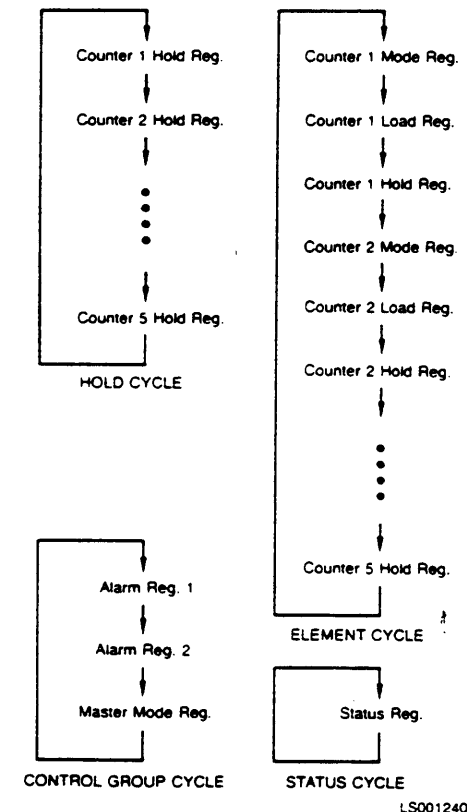 Counter 1 Hold Reg.
Counter 2 Hold Reg.
Counter 5 Hold Reg.
HOLD CYCLE
Counter 1 Mode Reg.
Counter 1 Load Reg.
Counter 1 Hold Reg.
Counter 2 Mode Reg.
Counter 2 Load Reg.
Counter 2 Hold Reg.
Counter 5 Hold Reg.
ELEMENT CYCLE
Alarm Reg. 1
Alarm Reg. 2
Master Mode Reg.
CONTROL GROUP CYCLE
Status Reg.
STATUS CYCLE
LS001240